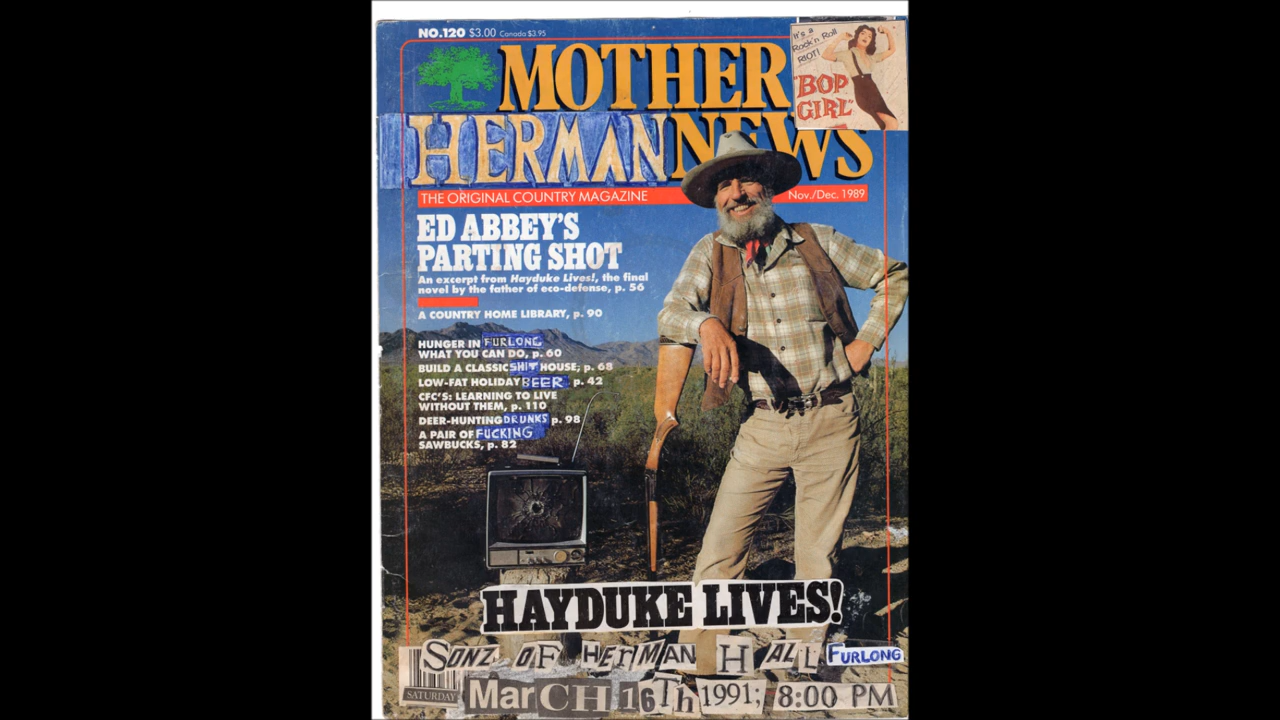 NO.120 $3.00 Canada $3.95
MOTHER
HERMAN NEWS
It's a
Rock'n Roll
RIOT!
"BOP
GIRL"
THE ORIGINAL COUNTRY MAGAZINE
Nov./Dec. 1989
ED ABBEY'S
PARTING SHOT
An excerpt from Hayduke Lives!, the final
novel by the father of eco-defense, p. 56
A COUNTRY HOME LIBRARY, p. 90
HUNGER IN FURLONG
WHAT YOU CAN DO, p. 60
BUILD A CLASSIC SHIT HOUSE, p. 68
LOW-FAT HOLIDAY BEER p. 42
CFC'S: LEARNING TO LIVE
WITHOUT THEM, p. 110
DEER-HUNTING DRUNKS p. 98
A PAIR OF FUCKING
SAWBUCKS, p. 82
HAYDUKE LIVES!
SONZ OF HErMAN HALL FURLONG
SATURDAY MarCH 16Th 1991; 8:00 PM